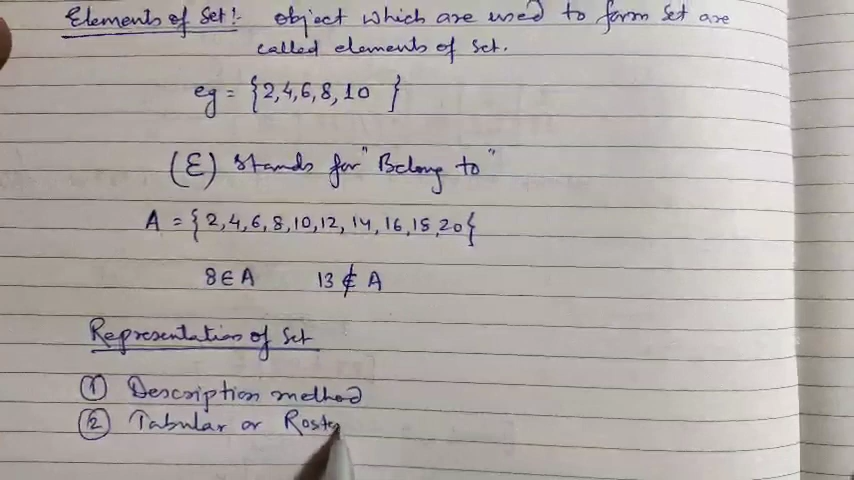 Elements of Set:- object which are used to form set are
called elements of set.
eg = {2,4,6,8,10 }
(ε) stands for "Belong to"
A = {2,4,6,8,10,12,14,16,18,20{
8∈A 13 ∉ A
Representation of Set
① Description method
② Tabular or Roste